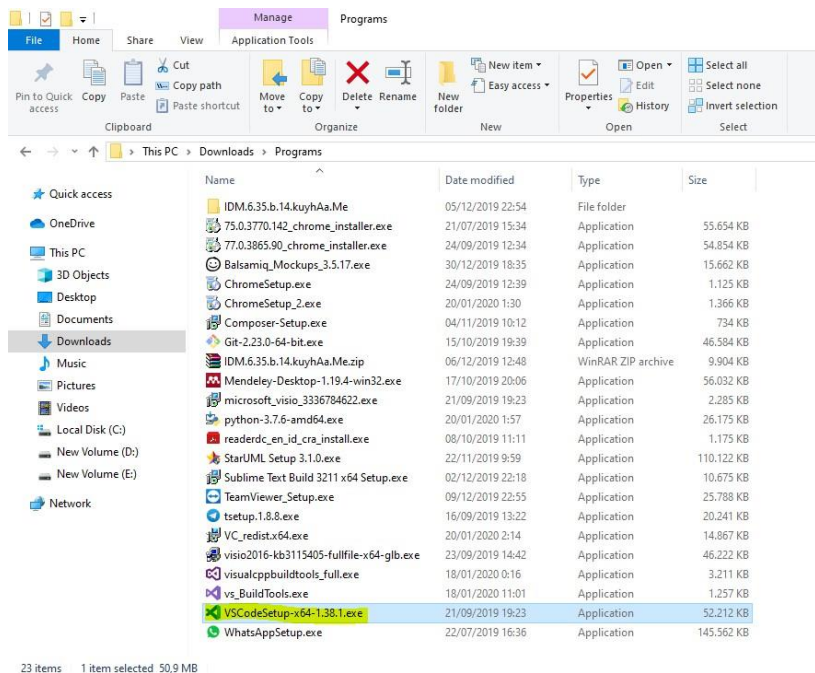 Manage Programs
File Home Share View Application Tools
Pin to Quick access
Copy
Paste
Cut
Copy path
Paste shortcut
Clipboard
Move to
Copy to
Delete
Rename
Organize
New folder
New item
Easy access
New
Properties
Open
Edit
History
Open
Select all
Select none
Invert selection
Select
This PC > Downloads > Programs
Quick access
OneDrive
This PC
3D Objects
Desktop
Documents
Downloads
Music
Pictures
Videos
Local Disk (C:)
New Volume (D:)
New Volume (E:)
Network
Name Date modified Type Size
IDM.6.35.b.14.kuyhAa.Me 05/12/2019 22:54 File folder
75.0.3770.142_chrome_installer.exe 21/07/2019 15:34 Application 55.654 KB
77.0.3865.90_chrome_installer.exe 24/09/2019 12:34 Application 54.854 KB
Balsamiq_Mockups_3.5.17.exe 30/12/2019 18:35 Application 15.662 KB
ChromeSetup.exe 24/09/2019 12:39 Application 1.125 KB
ChromeSetup_2.exe 20/01/2020 1:30 Application 1.366 KB
Composer-Setup.exe 04/11/2019 10:12 Application 734 KB
Git-2.23.0-64-bit.exe 15/10/2019 19:39 Application 46.584 KB
IDM.6.35.b.14.kuyhAa.Me.zip 06/12/2019 12:48 WinRAR ZIP archive 9.904 KB
Mendeley-Desktop-1.19.4-win32.exe 17/10/2019 20:06 Application 56.032 KB
microsoft_visio_3336784622.exe 21/09/2019 19:23 Application 2.285 KB
python-3.7.6-amd64.exe 20/01/2020 1:57 Application 26.175 KB
readerdc_en_id_cra_install.exe 08/10/2019 11:11 Application 1.175 KB
StarUML Setup 3.1.0.exe 22/11/2019 9:59 Application 110.122 KB
Sublime Text Build 3211 x64 Setup.exe 02/12/2019 22:18 Application 10.675 KB
TeamViewer_Setup.exe 09/12/2019 22:55 Application 25.788 KB
tsetup.1.8.8.exe 16/09/2019 13:22 Application 20.241 KB
VC_redist.x64.exe 20/01/2020 2:14 Application 14.867 KB
visio2016-kb3115405-fullfile-x64-glb.exe 23/09/2019 14:42 Application 46.222 KB
visualcppbuildtools_full.exe 18/01/2020 0:16 Application 3.211 KB
vs_BuildTools.exe 18/01/2020 11:01 Application 1.257 KB
VSCodeSetup-x64-1.38.1.exe 21/09/2019 19:23 Application 52.212 KB
WhatsAppSetup.exe 22/07/2019 16:36 Application 145.562 KB
23 items 1 item selected 50,9 MB